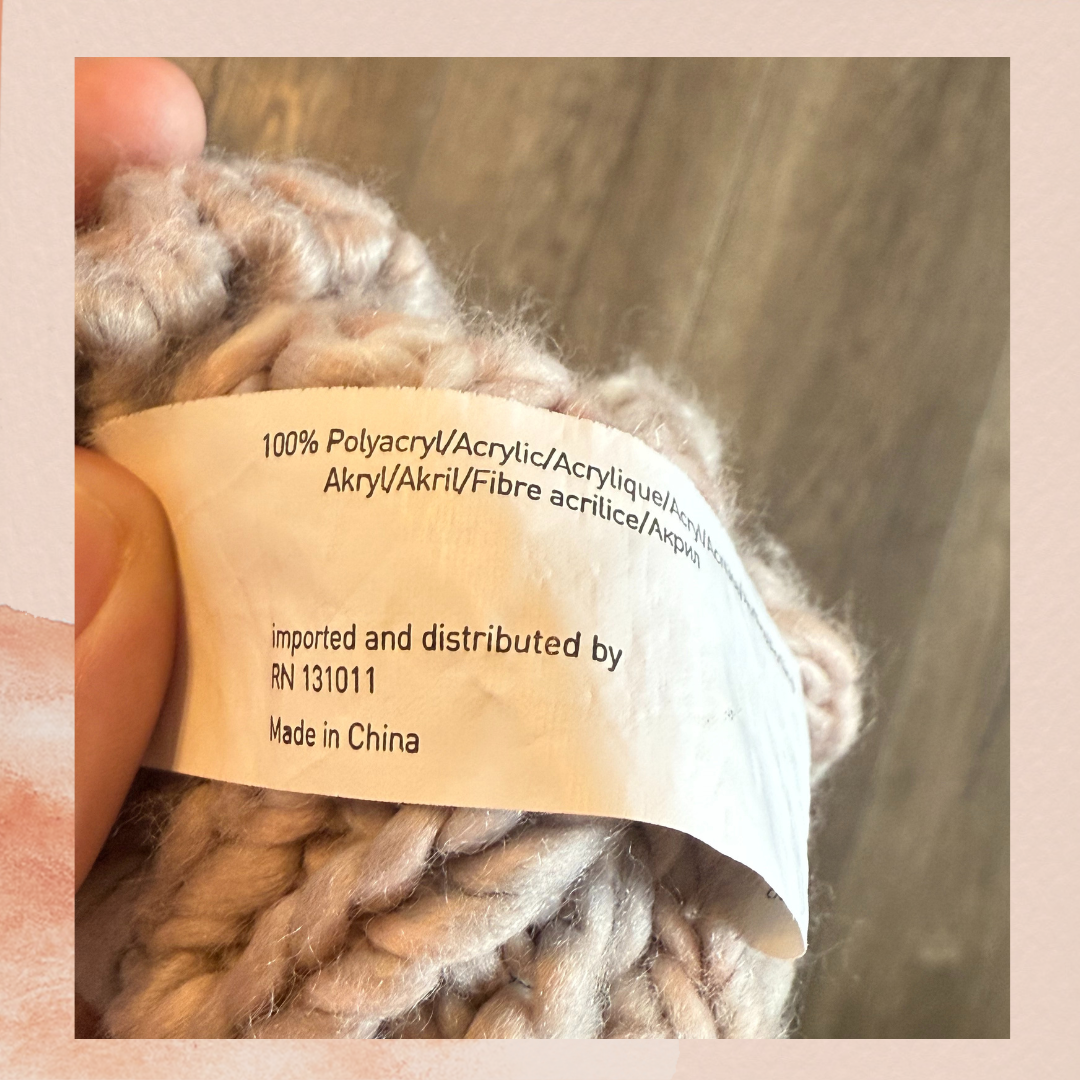 100% Polyacryl/Acrylic/Acrylique/
Akryl/Akril/Fibre acrilice/Акрил
imported and distributed by
RN 131011
Made in China